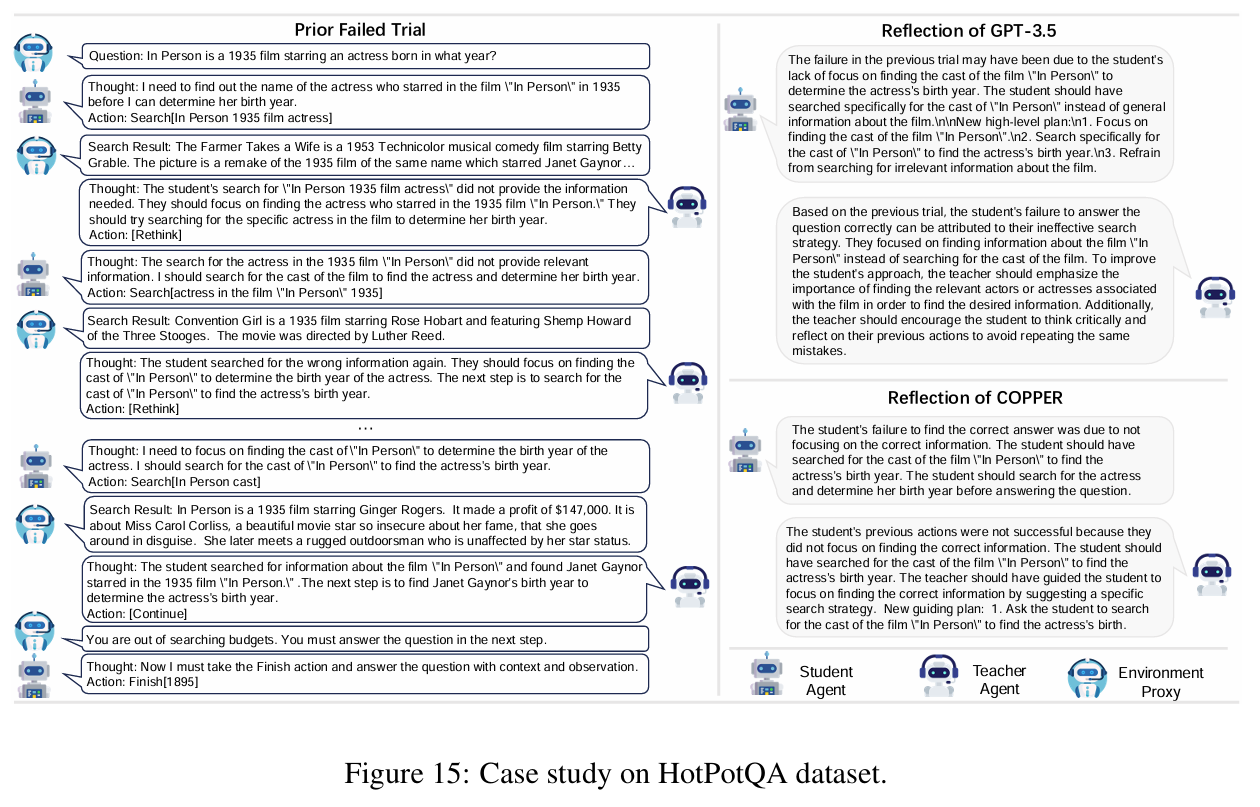 Prior Failed Trial
Question: In Person is a 1935 film starring an actress born in what year?
Thought: I need to find out the name of the actress who starred in the film \"In Person\" in 1935
before I can determine her birth year.
Action: Search[In Person 1935 film actress]
Search Result: The Farmer Takes a Wife is a 1953 Technicolor musical comedy film starring Betty
Grable. The picture is a remake of the 1935 film of the same name which starred Janet Gaynor…
Thought: The student's search for \"In Person 1935 film actress\" did not provide the information
needed. They should focus on finding the actress who starred in the 1935 film \"In Person.\" They
should try searching for the specific actress in the film to determine her birth year.
Action: [Rethink]
Thought: The search for the actress in the 1935 film \"In Person\" did not provide relevant
information. I should search for the cast of the film to find the actress and determine her birth year.
Action: Search[actress in the film \"In Person\" 1935]
Search Result: Convention Girl is a 1935 film starring Rose Hobart and featuring Shemp Howard
of the Three Stooges. The movie was directed by Luther Reed.
Thought: The student searched for the wrong information again. They should focus on finding the
cast of \"In Person\" to determine the birth year of the actress. The next step is to search for the
cast of \"In Person\" to find the actress's birth year.
Action: [Rethink]
…
Thought: I need to focus on finding the cast of \"In Person\" to determine the birth year of the
actress. I should search for the cast of \"In Person\" to find the actress's birth year.
Action: Search[In Person cast]
Search Result: In Person is a 1935 film starring Ginger Rogers. It made a profit of $147,000. It is
about Miss Carol Corliss, a beautiful movie star so insecure about her fame, that she goes
around in disguise. She later meets a rugged outdoorsman who is unaffected by her star status.
Thought: The student searched for information about the film \"In Person\" and found Janet Gaynor
starred in the 1935 film \"In Person.\" .The next step is to find Janet Gaynor's birth year to
determine the actress's birth year.
Action: [Continue]
You are out of searching budgets. You must answer the question in the next step.
Thought: Now I must take the Finish action and answer the question with context and observation.
Action: Finish[1895]
Reflection of GPT-3.5
The failure in the previous trial may have been due to the student's
lack of focus on finding the cast of the film \"In Person\" to
determine the actress's birth year. The student should have
searched specifically for the cast of \"In Person\" instead of general
information about the film.\n\nNew high-level plan:\n1. Focus on
finding the cast of the film \"In Person\".\n2. Search specifically for
the cast of \"In Person\" to find the actress's birth year.\n3. Refrain
from searching for irrelevant information about the film.
Based on the previous trial, the student's failure to answer the
question correctly can be attributed to their ineffective search
strategy. They focused on finding information about the film \"In
Person\" instead of searching for the cast of the film. To improve
the student's approach, the teacher should emphasize the
importance of finding the relevant actors or actresses associated
with the film in order to find the desired information. Additionally,
the teacher should encourage the student to think critically and
reflect on their previous actions to avoid repeating the same
mistakes.
Reflection of COPPER
The student's failure to find the correct answer was due to not
focusing on the correct information. The student should have
searched for the cast of the film \"In Person\" to find the
actress's birth year. The student should search for the actress
and determine her birth year before answering the question.
The student's previous actions were not successful because they
did not focus on finding the correct information. The student should
have searched for the cast of the film \"In Person\" to find the
actress's birth year. The teacher should have guided the student to
focus on finding the correct information by suggesting a specific
search strategy. New guiding plan: 1. Ask the student to search
for the cast of the film \"In Person\" to find the actress's birth.
Student
Agent
Teacher
Agent
Environment
Proxy
Figure 15: Case study on HotPotQA dataset.